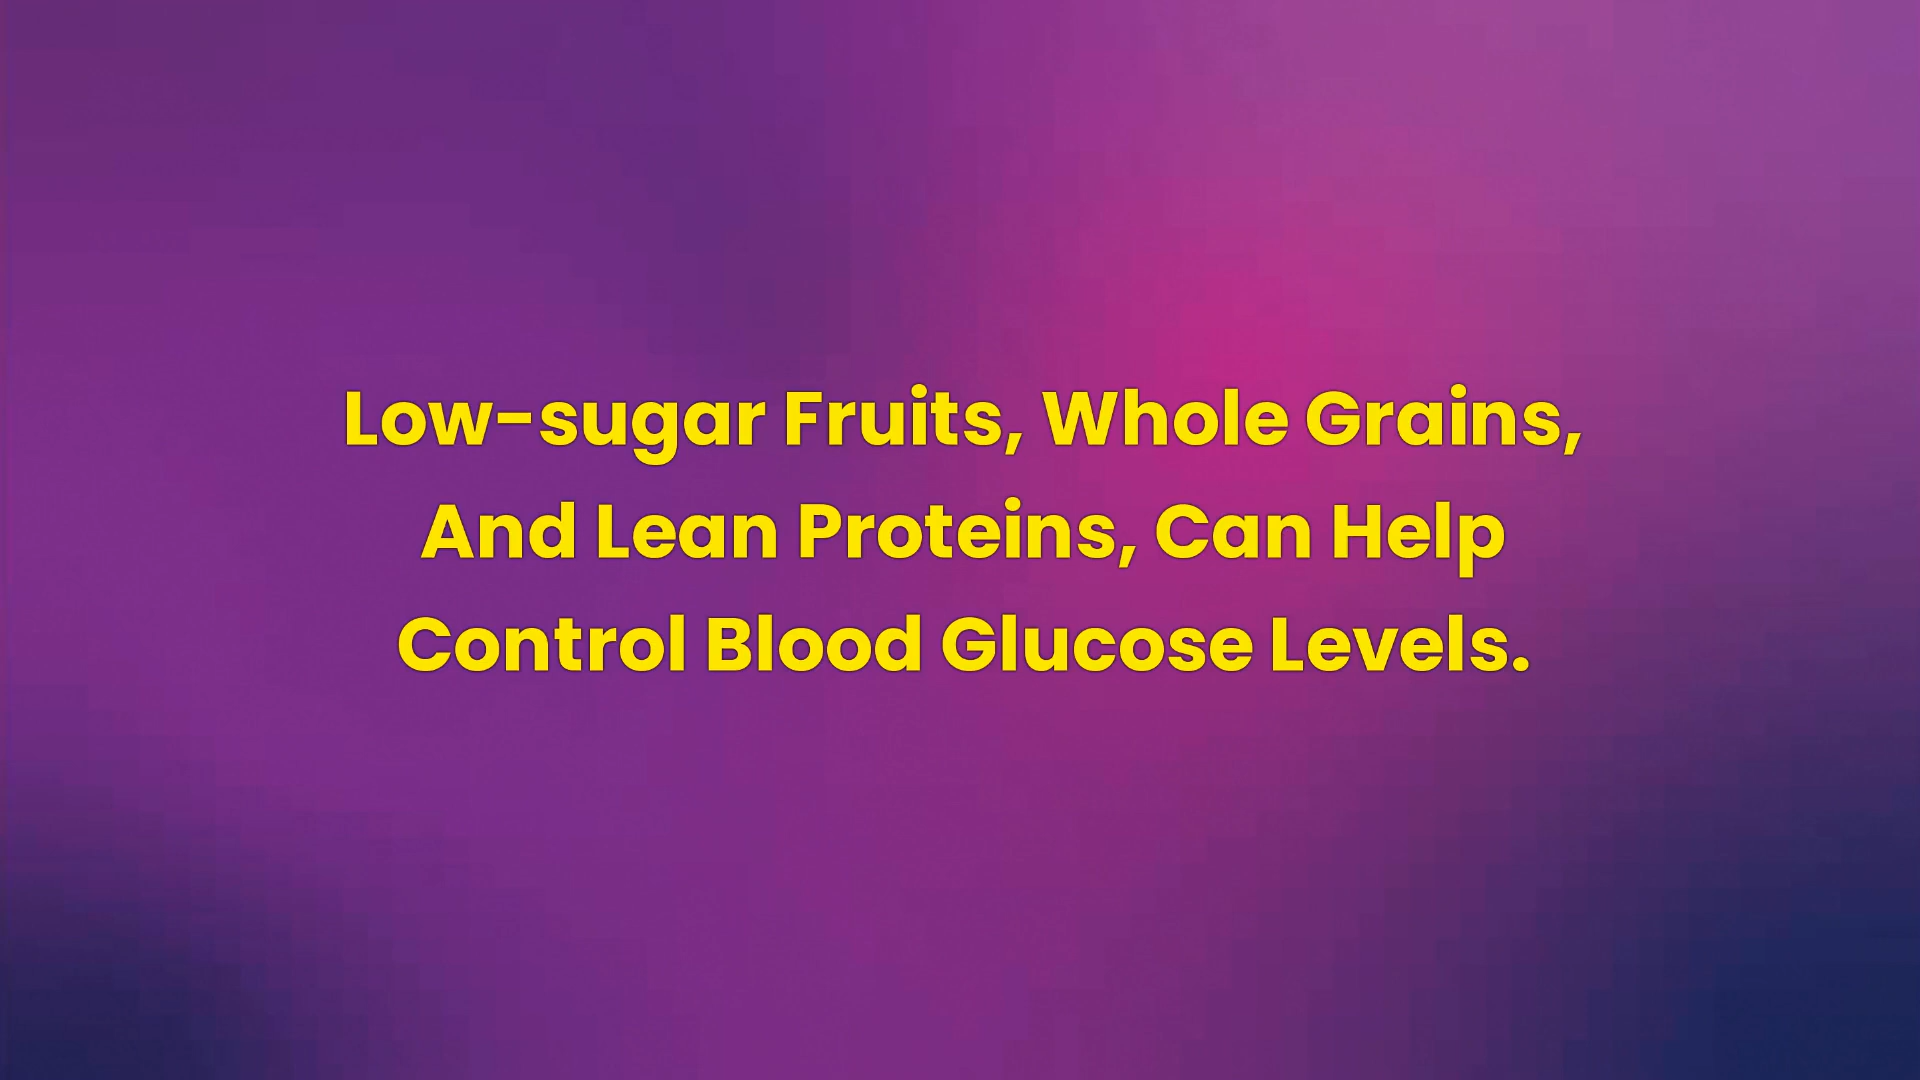 Low-sugar Fruits, Whole Grains,
And Lean Proteins, Can Help
Control Blood Glucose Levels.